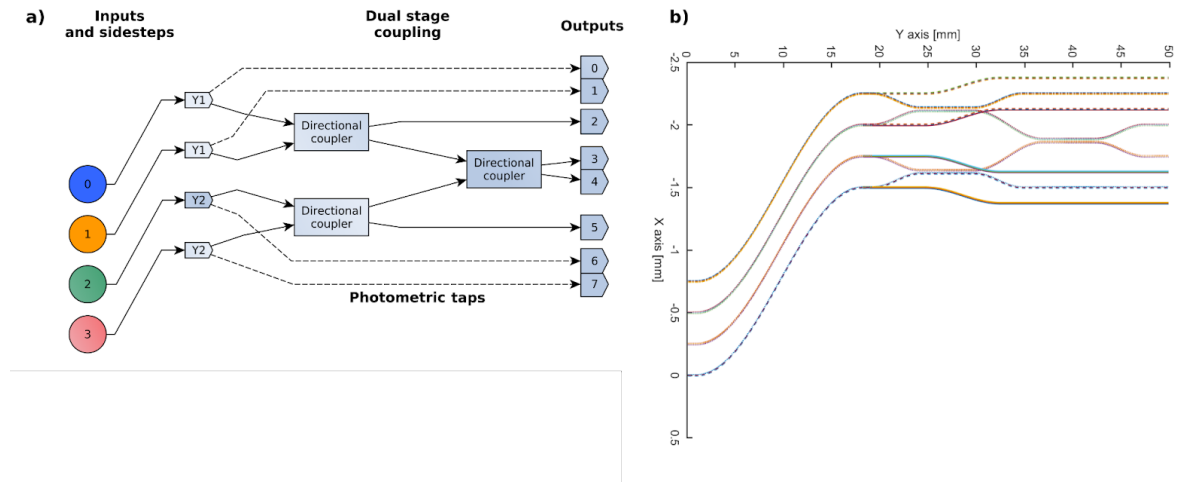 a)
Inputs
and sidesteps
Dual stage
coupling
Outputs
Y1
Y1
Y2
Y2
0
1
2
3
Directional
coupler
Directional
coupler
Directional
coupler
0
1
2
3
4
5
6
7
Photometric taps
b)
Y axis [mm]
0
5
10
15
20
25
30
35
40
45
50
X axis [mm]
-2.5
-2
-1.5
-1
-0.5
0
0.5